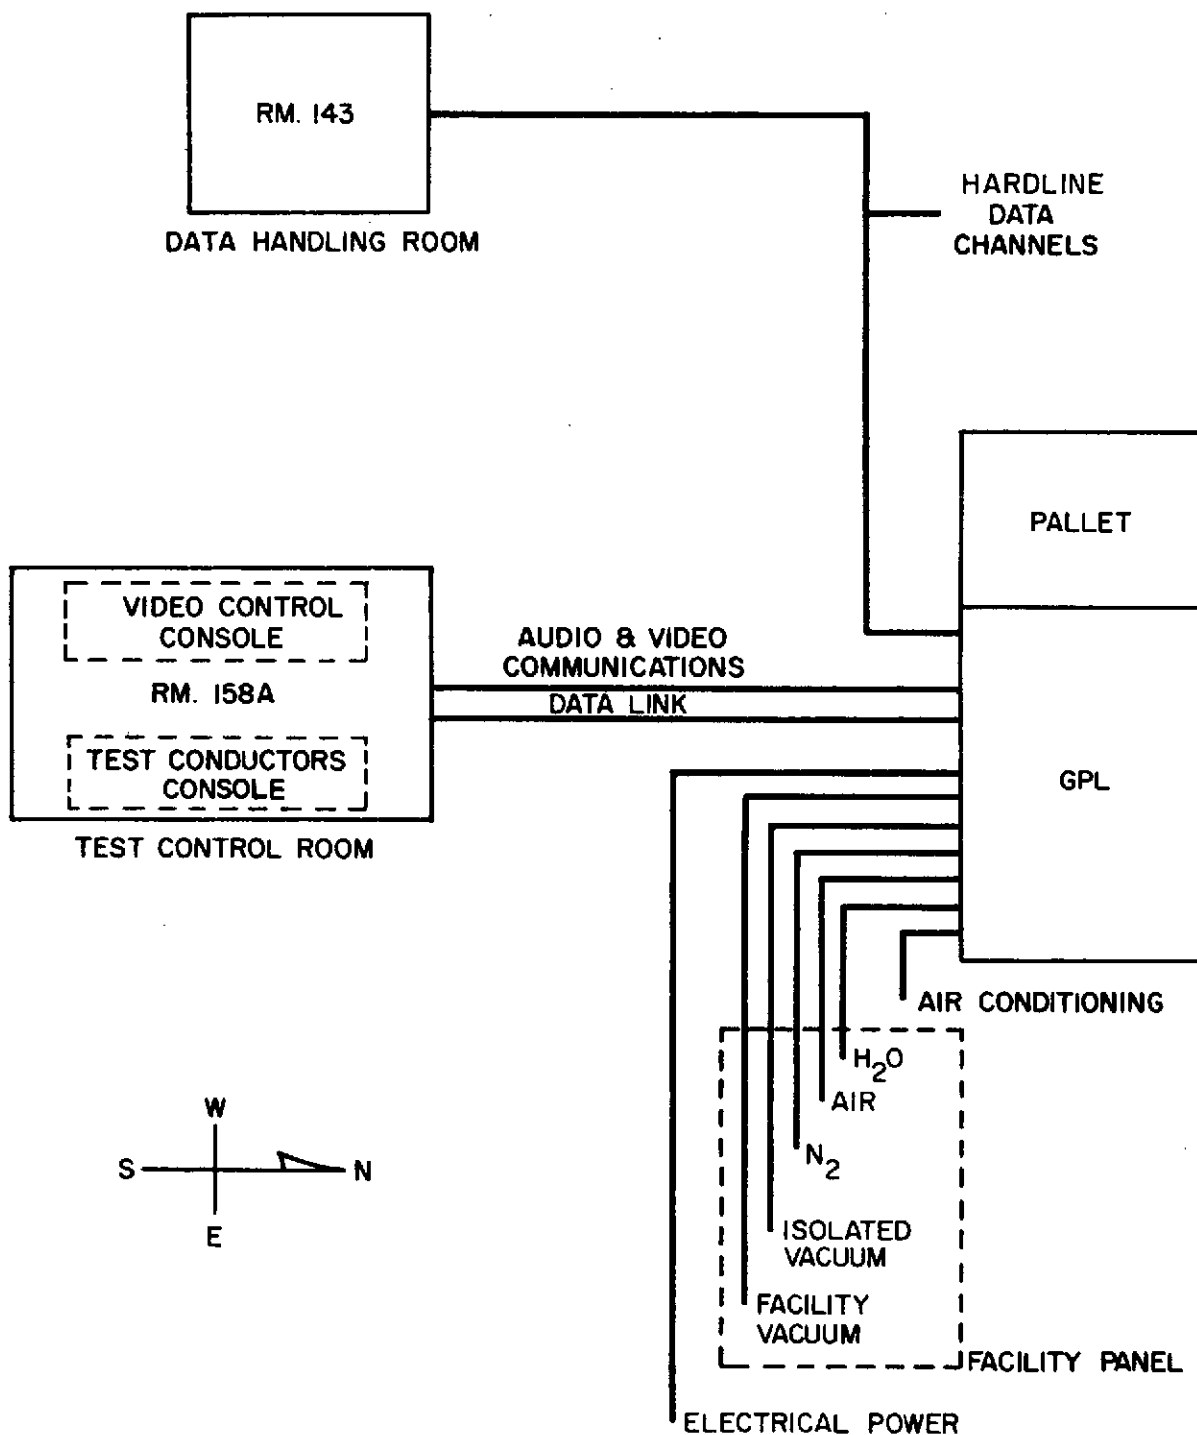 RM. 143
DATA HANDLING ROOM
HARDLINE
DATA
CHANNELS
PALLET
VIDEO CONTROL
CONSOLE
RM. 158A
TEST CONDUCTORS
CONSOLE
TEST CONTROL ROOM
AUDIO & VIDEO
COMMUNICATIONS
DATA LINK
GPL
AIR CONDITIONING
H₂O
AIR
N₂
ISOLATED
VACUUM
FACILITY
VACUUM
FACILITY PANEL
ELECTRICAL POWER
W
S
N
E